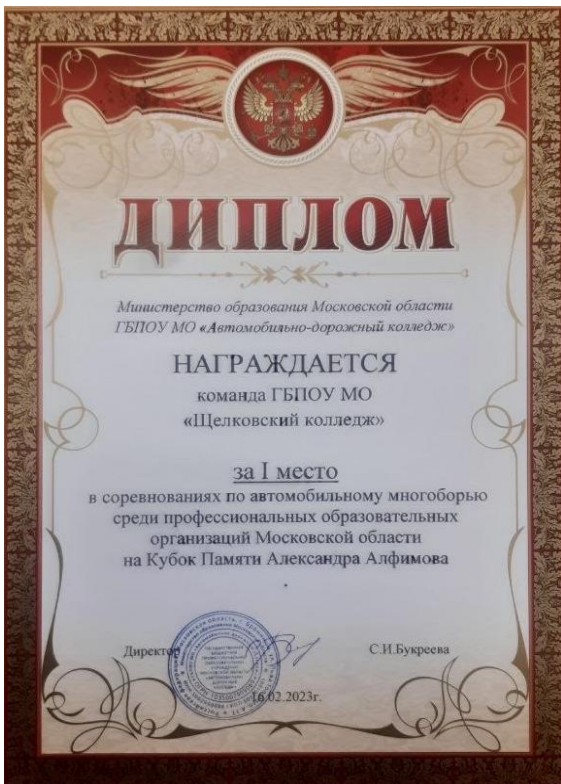 ДИПЛОМ
Министерство образования Московской области
ГБПОУ МО «Автомобильно-дорожный колледж»
НАГРАЖДАЕТСЯ
команда ГБПОУ МО
«Щелковский колледж»
за I место
в соревнованиях по автомобильному многоборью
среди профессиональных образовательных
организаций Московской области
на Кубок Памяти Александра Алфимова
Директор
С.И.Букреева
16.02.2023г.